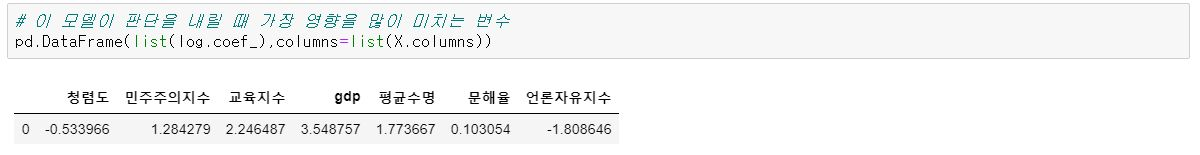 # 이 모델이 판단을 내릴 때 가장 영향을 많이 미치는 변수
pd.DataFrame(list(log.coef_),columns=list(X.columns))
청렴도 민주주의지수 교육지수 gdp 평균수명 문해율 언론자유지수
0 -0.533966 1.284279 2.246487 3.548757 1.773667 0.103054 -1.808646